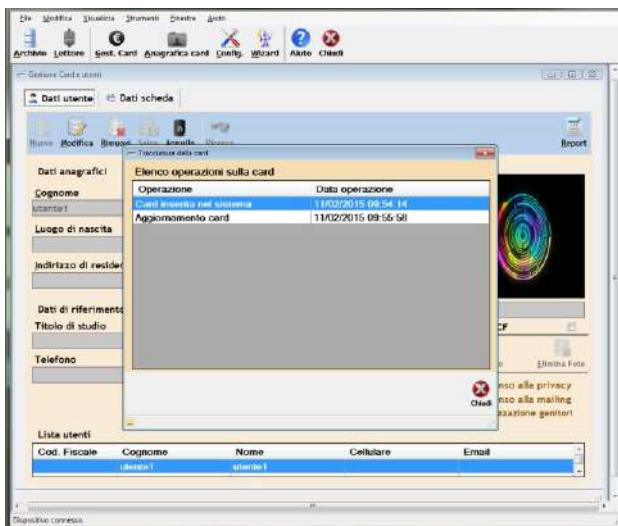 File Modifica Visualizza Strumenti Finestre Aiuto
Archivio Lettore Gest. Card Anagrafica card Config. Wizard Aiuto Chiudi
Gestione Card e utenti
Dati utente Dati scheda
Nuovo Modifica Rimuovi Salva Annulla Ricerca Report
Tracciatura della card
Dati anagrafici
Elenco operazioni sulla card
Cognome
Operazione Data operazione
utente1
Card inserita nel sistema 11/02/2015 09:54:14
Aggiornamento card 11/02/2015 09:55:58
Luogo di nascita
Indirizzo di residen
Dati di riferimento
Titolo di studio
CF
Telefono
Elimina Foto
Chiudi
nso alla privacy
nso alla mailing
zzazione genitori
Lista utenti
Cod. Fiscale Cognome Nome Cellulare Email
utente1 utente1
Dispositivo connesso